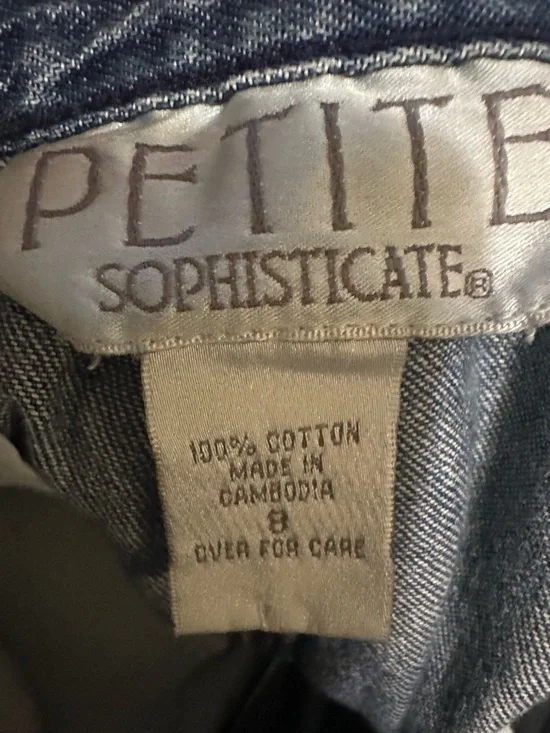 PETITE
SOPHISTICATE®
100% COTTON
MADE IN
CAMBODIA
8
OVER FOR CARE